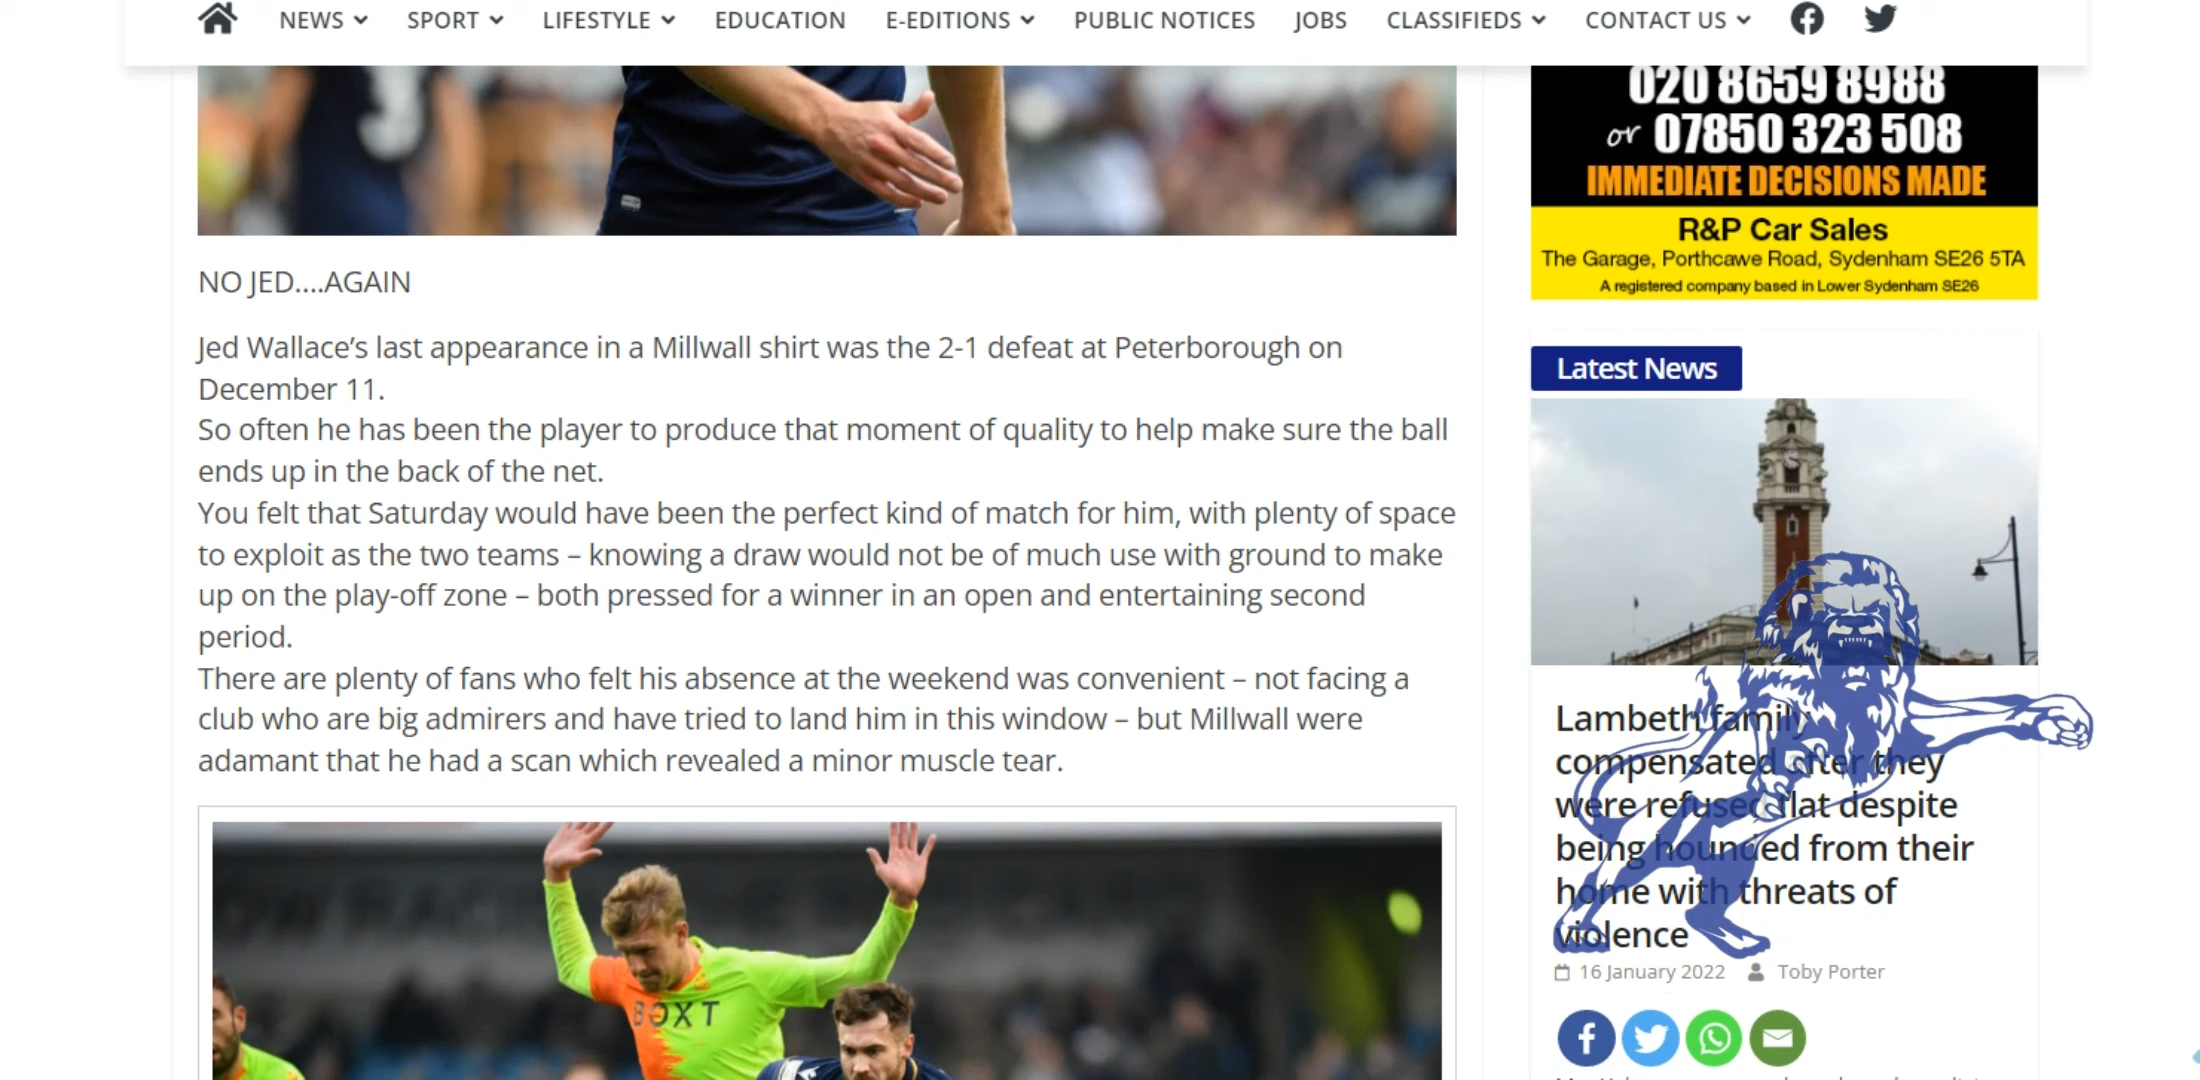 NEWS SPORT LIFESTYLE EDUCATION E-EDITIONS PUBLIC NOTICES JOBS CLASSIFIEDS CONTACT US
020 8659 8988
or 07850 323 508
IMMEDIATE DECISIONS MADE
R&P Car Sales
The Garage, Porthcawe Road, Sydenham SE26 5TA
A registered company based in Lower Sydenham SE26
NO JED....AGAIN
Jed Wallace’s last appearance in a Millwall shirt was the 2-1 defeat at Peterborough on
December 11.
So often he has been the player to produce that moment of quality to help make sure the ball
ends up in the back of the net.
You felt that Saturday would have been the perfect kind of match for him, with plenty of space
to exploit as the two teams – knowing a draw would not be of much use with ground to make
up on the play-off zone – both pressed for a winner in an open and entertaining second
period.
There are plenty of fans who felt his absence at the weekend was convenient – not facing a
club who are big admirers and have tried to land him in this window – but Millwall were
adamant that he had a scan which revealed a minor muscle tear.
BOXT
3
Latest News
Lambeth family
compensated after they
were refused flat despite
being hounded from their
home with threats of
violence
16 January 2022 Toby Porter